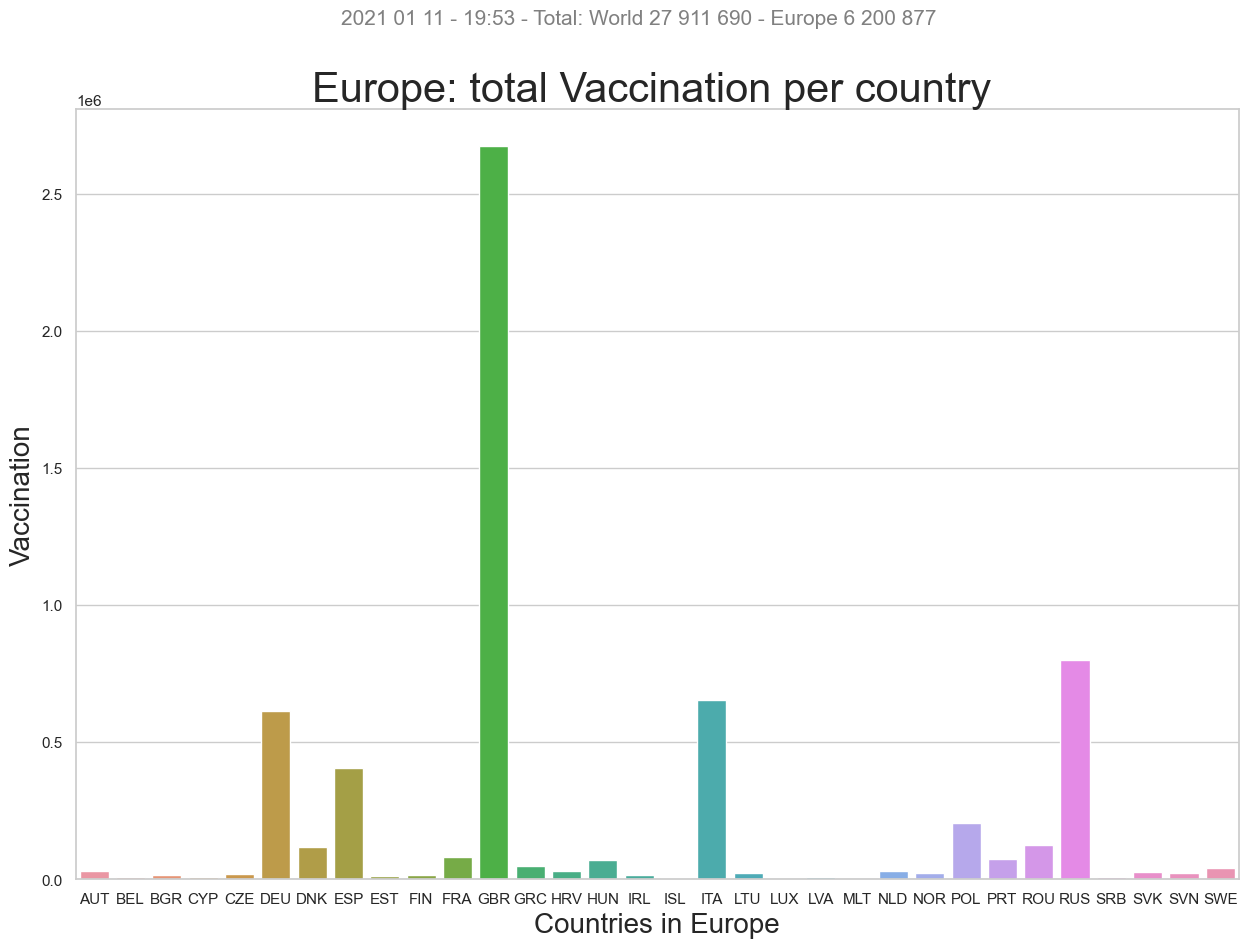 2021 01 11 - 19:53 - Total: World 27 911 690 - Europe 6 200 877
Europe: total Vaccination per country
1e6
2.5
2.0
1.5
1.0
0.5
0.0
Vaccination
AUT BEL BGR CYP CZE DEU DNK ESP EST FIN FRA GBR GRC HRV HUN IRL ISL ITA LTU LUX LVA MLT NLD NOR POL PRT ROU RUS SRB SVK SVN SWE
Countries in Europe